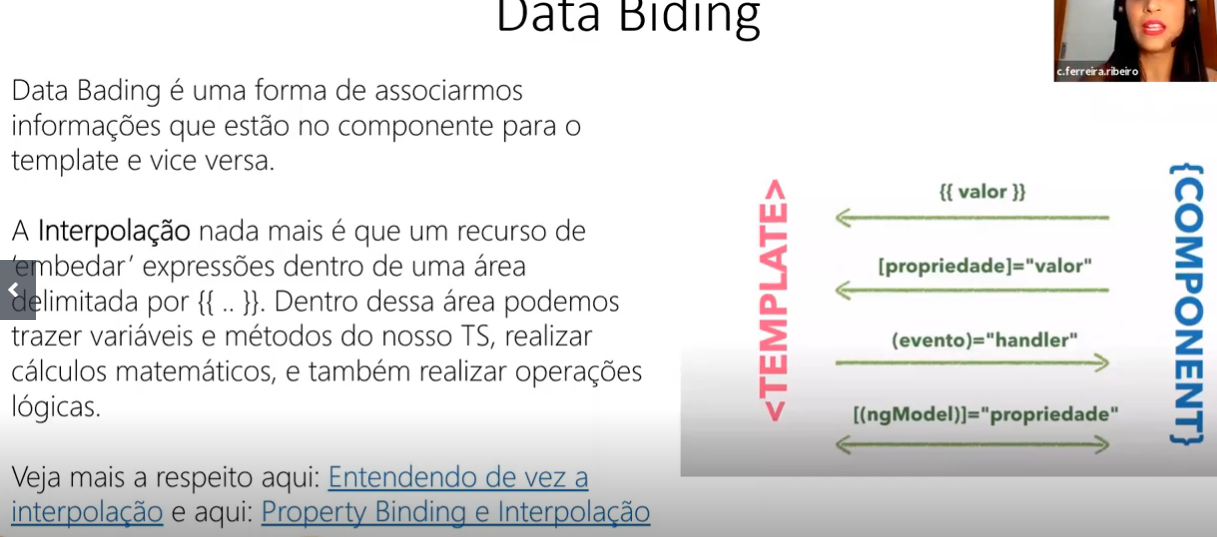 Data Biding
c.ferreira.ribeiro
Data Bading é uma forma de associarmos
informações que estão no componente para o
template e vice versa.
A Interpolação nada mais é que um recurso de
‘embedar’ expressões dentro de uma área
delimitada por {{ .. }}. Dentro dessa área podemos
trazer variáveis e métodos do nosso TS, realizar
cálculos matemáticos, e também realizar operações
lógicas.
Veja mais a respeito aqui: Entendendo de vez a
interpolação e aqui: Property Binding e Interpolação
<TEMPLATE>
{{ valor }}
[propriedade]="valor"
(evento)="handler"
[(ngModel)]="propriedade"
{COMPONENT}